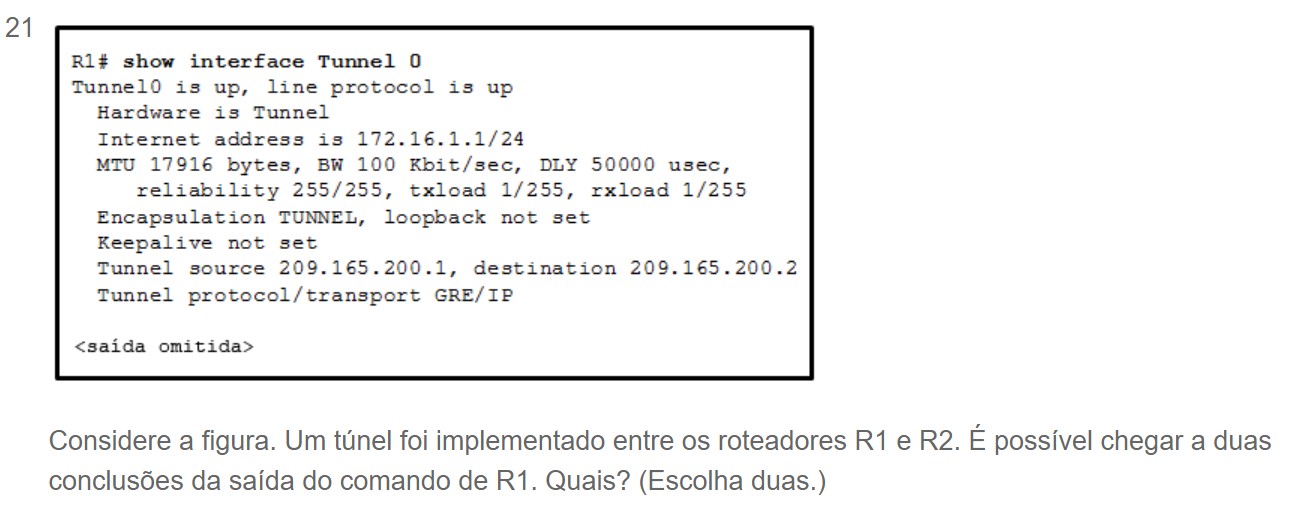 21
R1# show interface Tunnel 0
Tunnel0 is up, line protocol is up
Hardware is Tunnel
Internet address is 172.16.1.1/24
MTU 17916 bytes, BW 100 Kbit/sec, DLY 50000 usec,
reliability 255/255, txload 1/255, rxload 1/255
Encapsulation TUNNEL, loopback not set
Keepalive not set
Tunnel source 209.165.200.1, destination 209.165.200.2
Tunnel protocol/transport GRE/IP
<saída omitida>
Considere a figura. Um túnel foi implementado entre os roteadores R1 e R2. É possível chegar a duas
conclusões da saída do comando de R1. Quais? (Escolha duas.)